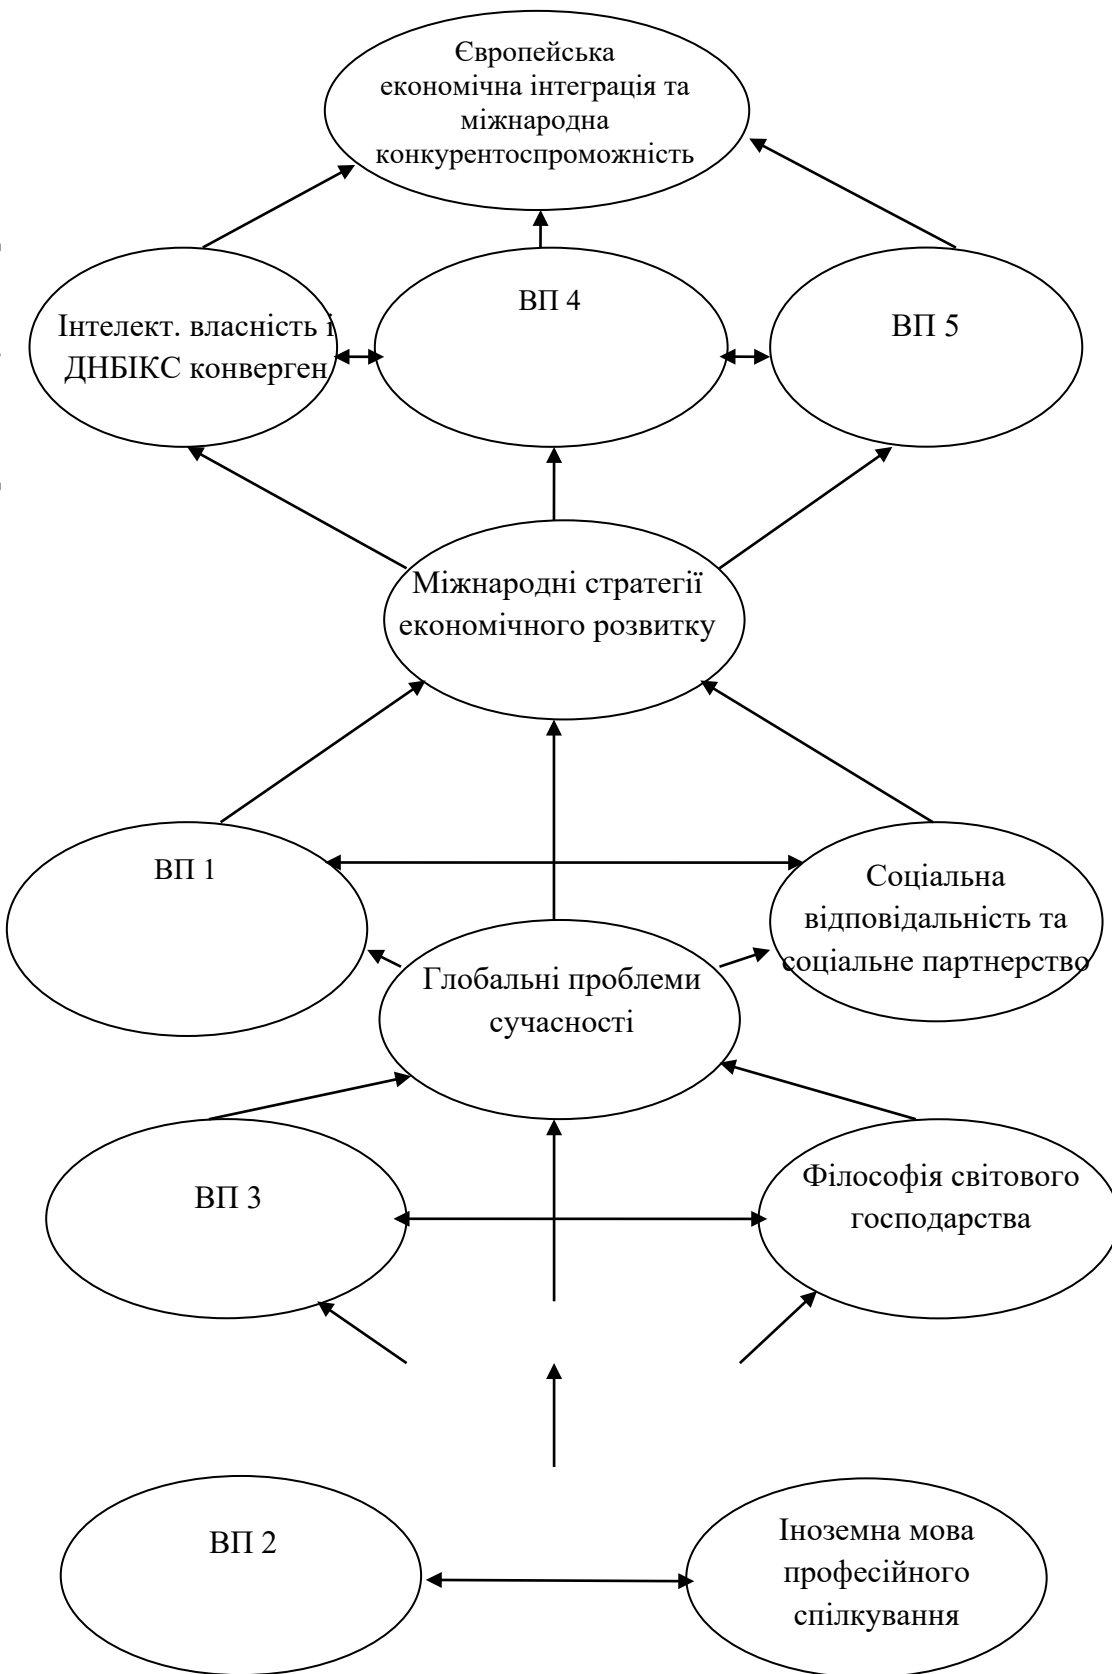 Європейська
економічна інтеграція та
міжнародна
конкурентоспроможність
Інтелект. власність і
ДНБІКС конверген
ВП 4
ВП 5
Міжнародні стратегії
економічного розвитку
ВП 1
Соціальна
відповідальність та
соціальне партнерство
Глобальні проблеми
сучасності
ВП 3
Філософія світового
господарства
ВП 2
Іноземна мова
професійного
спілкування